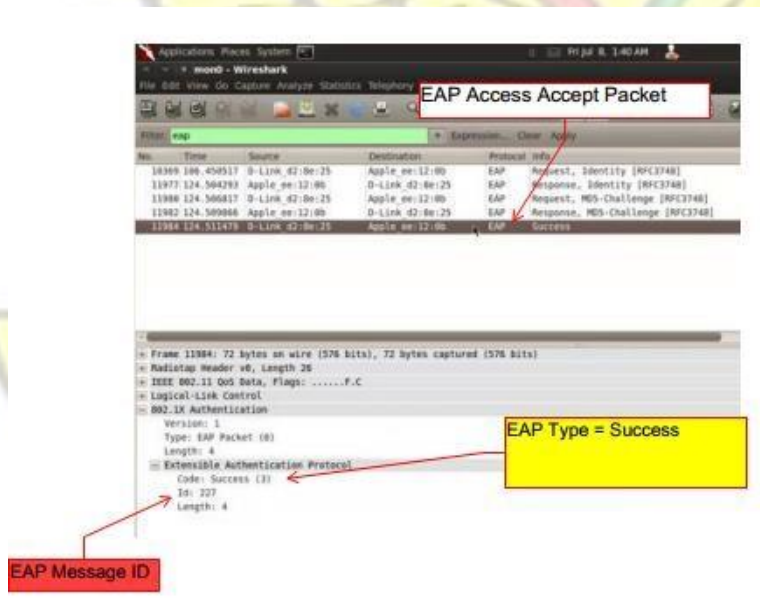 Applications Places System
Fri Jul 8, 1:40 AM
mon0 - Wireshark
File Edit View Go Capture Analyze Statistics Telephony
EAP Access Accept Packet
Filter: eap
Expression... Clear Apply
No. Time Source Destination Protocol Info
10369 106.450517 D-Link_d2:8e:25 Apple_ee:12:0b EAP Request, Identity [RFC3748]
11977 124.504293 Apple_ee:12:0b D-Link_d2:8e:25 EAP Response, Identity [RFC3748]
11980 124.506817 D-Link_d2:8e:25 Apple_ee:12:0b EAP Request, MD5-Challenge [RFC3748]
11982 124.509866 Apple_ee:12:0b D-Link_d2:8e:25 EAP Response, MD5-Challenge [RFC3748]
11984 124.511479 D-Link_d2:8e:25 Apple_ee:12:0b EAP Success
Frame 11984: 72 bytes on wire (576 bits), 72 bytes captured (576 bits)
Radiotap Header v0, Length 26
IEEE 802.11 QoS Data, Flags: ......F.C
Logical-Link Control
802.1X Authentication
Version: 1
Type: EAP Packet (0)
Length: 4
EAP Type = Success
Extensible Authentication Protocol
Code: Success (3)
Id: 227
Length: 4
EAP Message ID